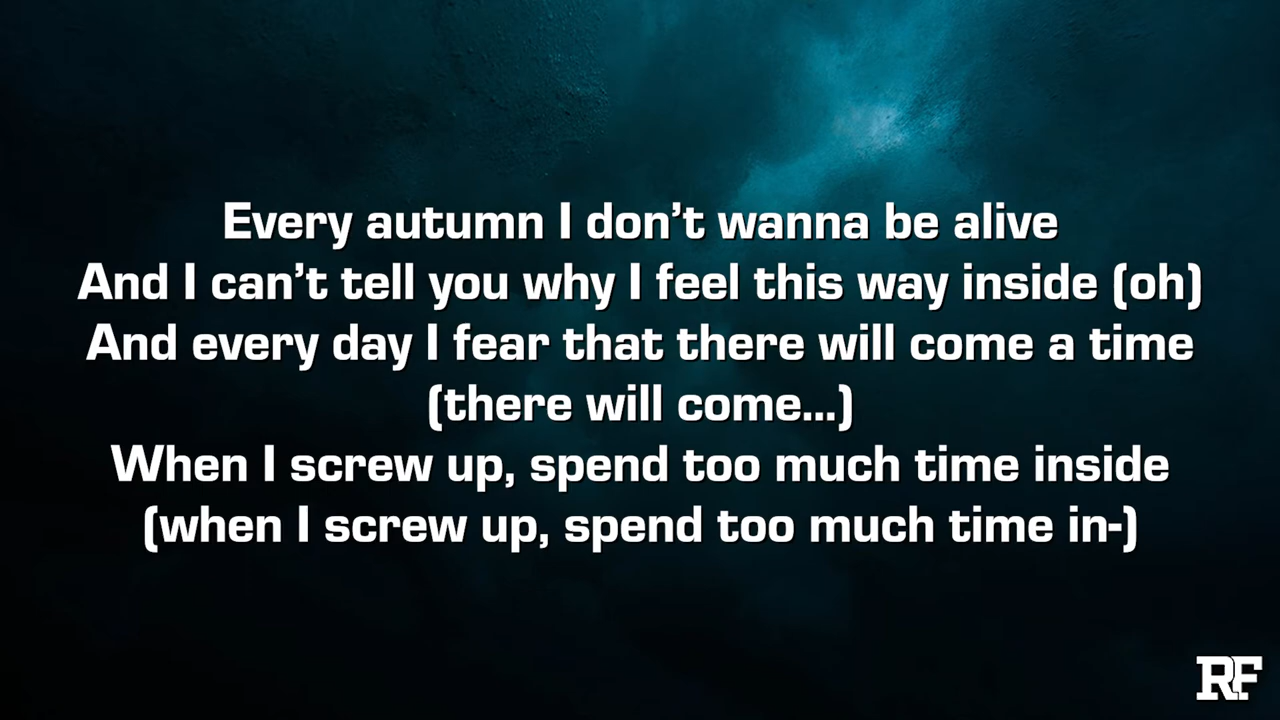 Every autumn I don’t wanna be alive
And I can’t tell you why I feel this way inside (oh)
And every day I fear that there will come a time
(there will come...)
When I screw up, spend too much time inside
(when I screw up, spend too much time in-)
RF